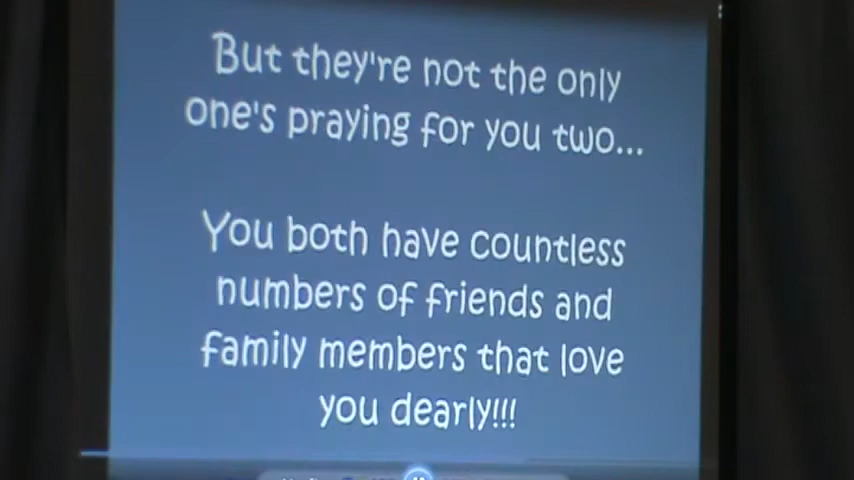 But they're not the only
one's praying for you two...
You both have countless
numbers of friends and
family members that love
you dearly!!!